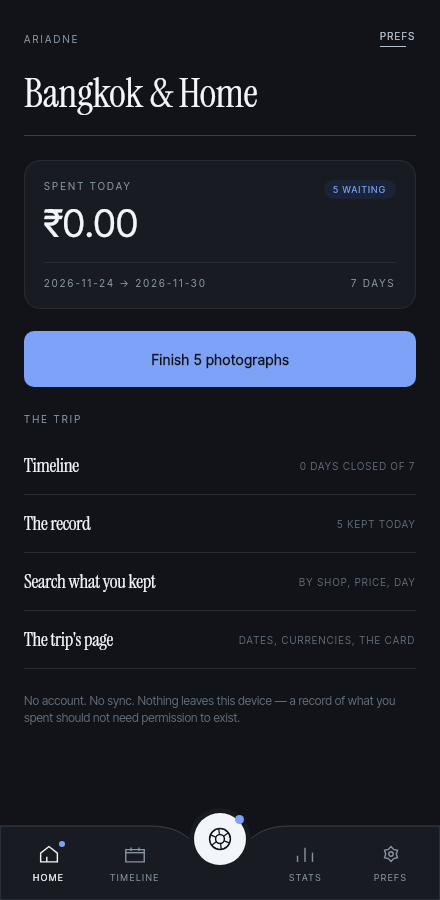 ARIADNE
PREFS
Bangkok & Home
SPENT TODAY
5 WAITING
₹0.00
2026-11-24 → 2026-11-30
7 DAYS
Finish 5 photographs
THE TRIP
Timeline
0 DAYS CLOSED OF 7
The record
5 KEPT TODAY
Search what you kept
BY SHOP, PRICE, DAY
The trip's page
DATES, CURRENCIES, THE CARD
No account. No sync. Nothing leaves this device — a record of what you
spent should not need permission to exist.
HOME
TIMELINE
STATS
PREFS